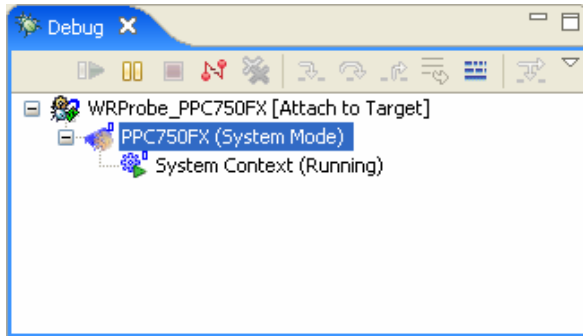 Debug
WRProbe_PPC750FX [Attach to Target]
PPC750FX (System Mode)
System Context (Running)